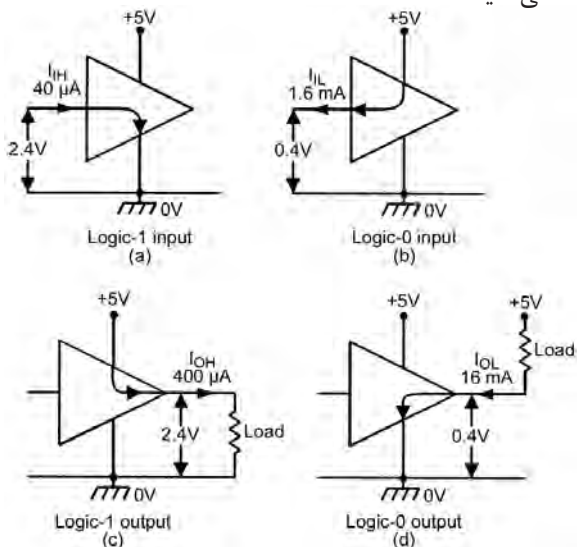 +5V +5V
I_IH 40 μA
I_IL 1.6 mA
2.4V 0.4V
0V 0V
Logic-1 input Logic-0 input
(a) (b)
+5V +5V +5V
I_OH 400 μA
I_OL 16 mA
Load
2.4V Load 0.4V
0V 0V
Logic-1 output Logic-0 output
(c) (d)